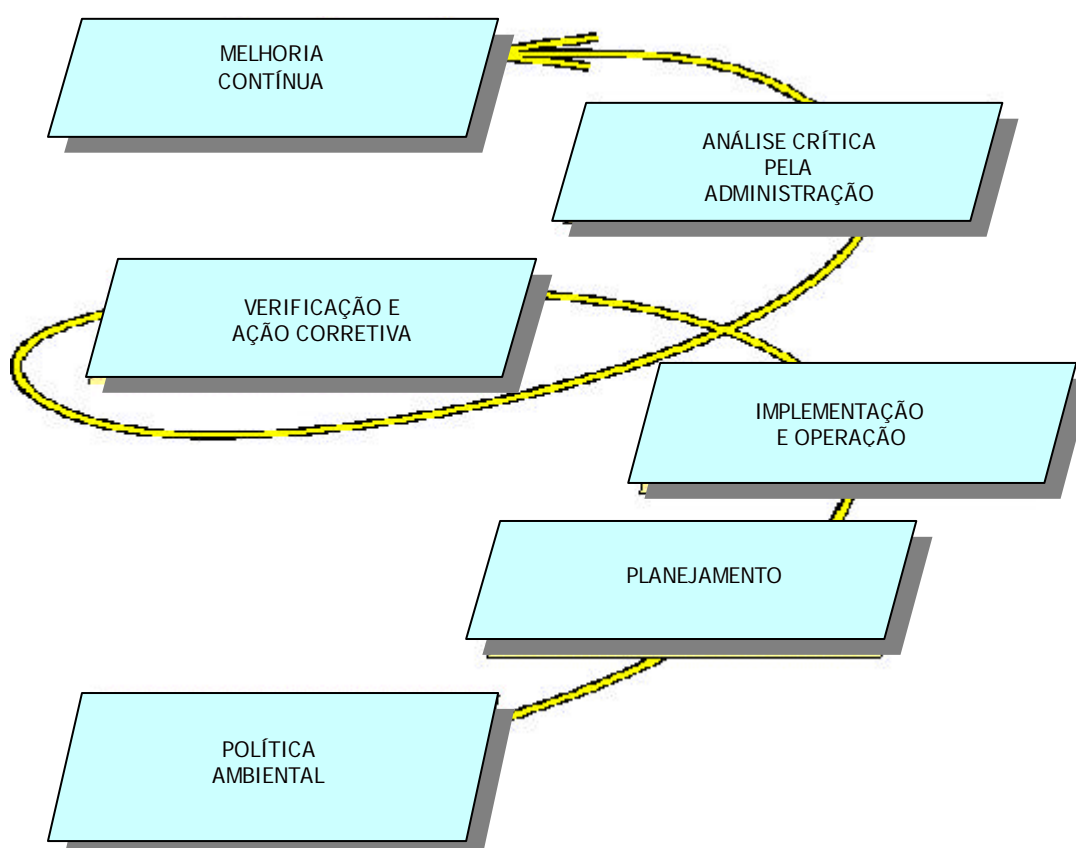 MELHORIA
CONTÍNUA
ANÁLISE CRÍTICA
PELA
ADMINISTRAÇÃO
VERIFICAÇÃO E
AÇÃO CORRETIVA
IMPLEMENTAÇÃO
E OPERAÇÃO
PLANEJAMENTO
POLÍTICA
AMBIENTAL